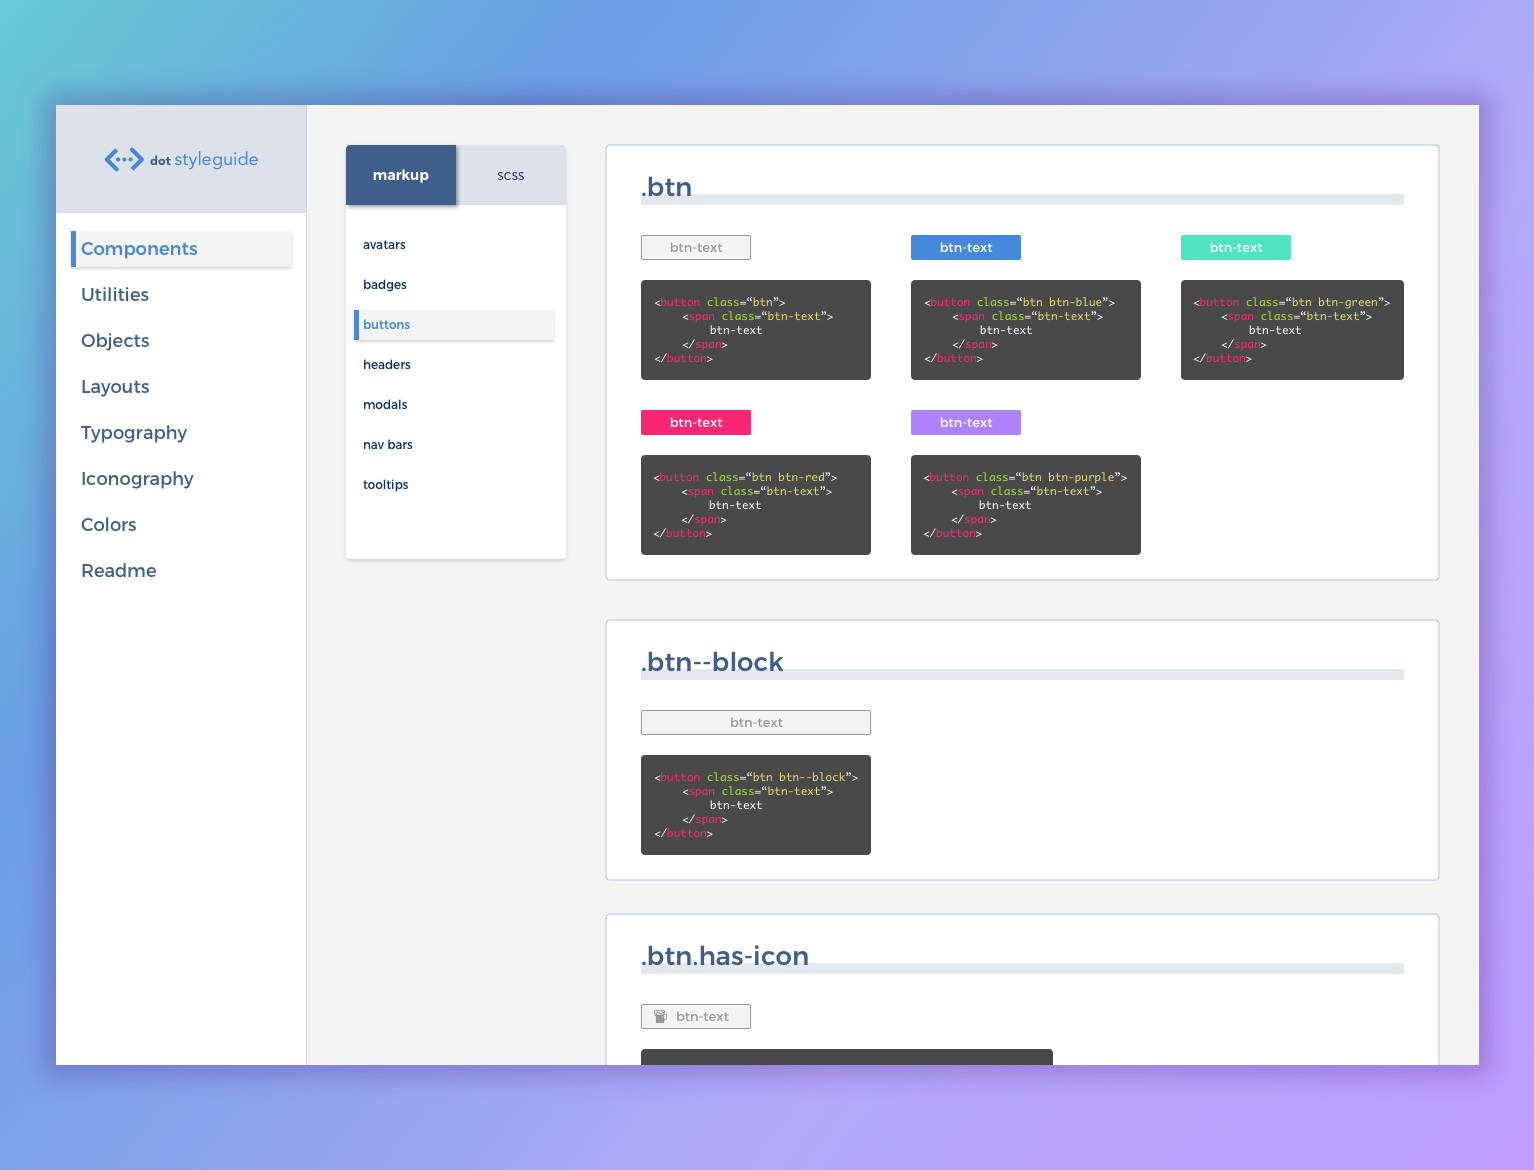 dot styleguide
Components
Utilities
Objects
Layouts
Typography
Iconography
Colors
Readme
markup
scss
avatars
badges
buttons
headers
modals
nav bars
tooltips
.btn
btn-text
<button class=“btn”>
<span class=“btn-text”>
btn-text
</span>
</button>
btn-text
<button class=“btn btn-blue”>
<span class=“btn-text”>
btn-text
</span>
</button>
btn-text
<button class=“btn btn-green”>
<span class=“btn-text”>
btn-text
</span>
</button>
btn-text
<button class=“btn btn-red”>
<span class=“btn-text”>
btn-text
</span>
</button>
btn-text
<button class=“btn btn-purple”>
<span class=“btn-text”>
btn-text
</span>
</button>
.btn--block
btn-text
<button class=“btn btn--block”>
<span class=“btn-text”>
btn-text
</span>
</button>
.btn.has-icon
btn-text